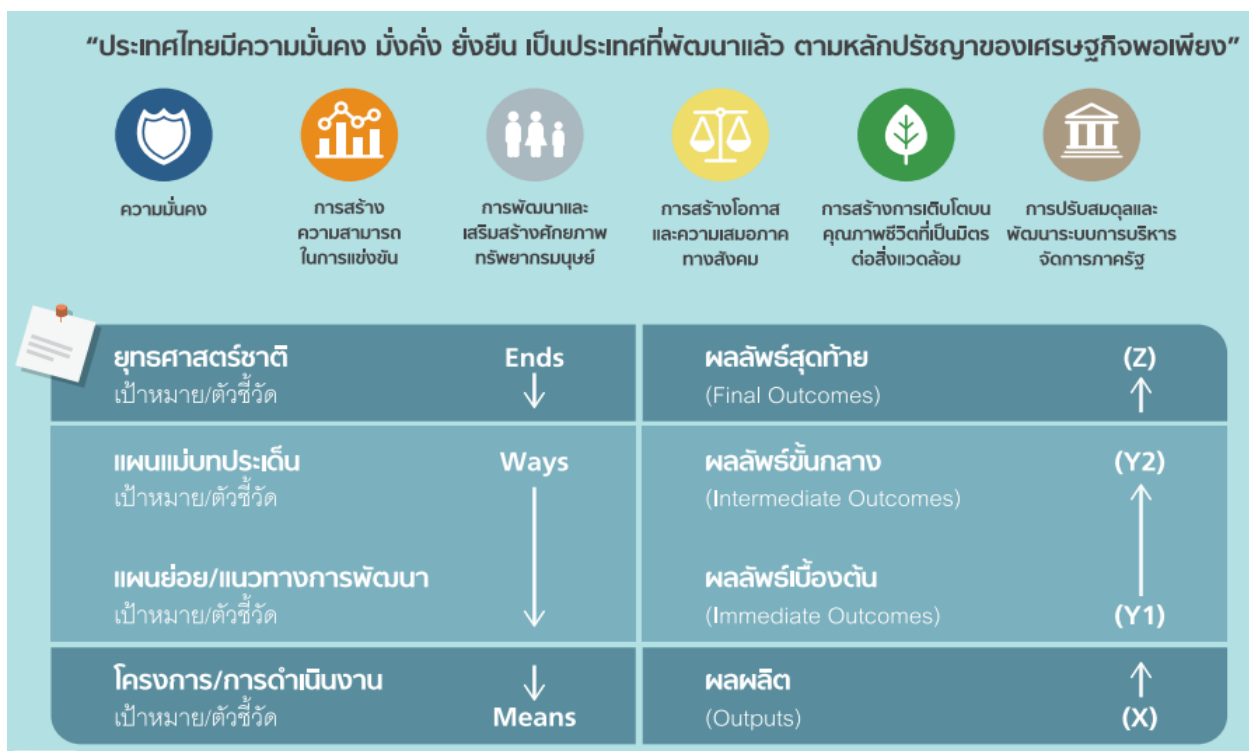 “ประเทศไทยมีความมั่นคง มั่งคั่ง ยั่งยืน เป็นประเทศที่พัฒนาแล้ว ตามหลักปรัชญาของเศรษฐกิจพอเพียง”
ความมั่นคง
การสร้าง
ความสามารถ
ในการแข่งขัน
การพัฒนาและ
เสริมสร้างศักยภาพ
ทรัพยากรมนุษย์
การสร้างโอกาส
และความเสมอภาค
ทางสังคม
การสร้างการเติบโตบน
คุณภาพชีวิตที่เป็นมิตร
ต่อสิ่งแวดล้อม
การปรับสมดุลและ
พัฒนาระบบการบริหาร
จัดการภาครัฐ
ยุทธศาสตร์ชาติ Ends
เป้าหมาย/ตัวชี้วัด
ผลลัพธ์สุดท้าย (Z)
(Final Outcomes)
แผนแม่บทประเด็น Ways
เป้าหมาย/ตัวชี้วัด
ผลลัพธ์ขั้นกลาง (Y2)
(Intermediate Outcomes)
แผนย่อย/แนวทางการพัฒนา
เป้าหมาย/ตัวชี้วัด
ผลลัพธ์เบื้องต้น
(Immediate Outcomes) (Y1)
โครงการ/การดำเนินงาน
เป้าหมาย/ตัวชี้วัด Means
ผลผลิต
(Outputs) (X)